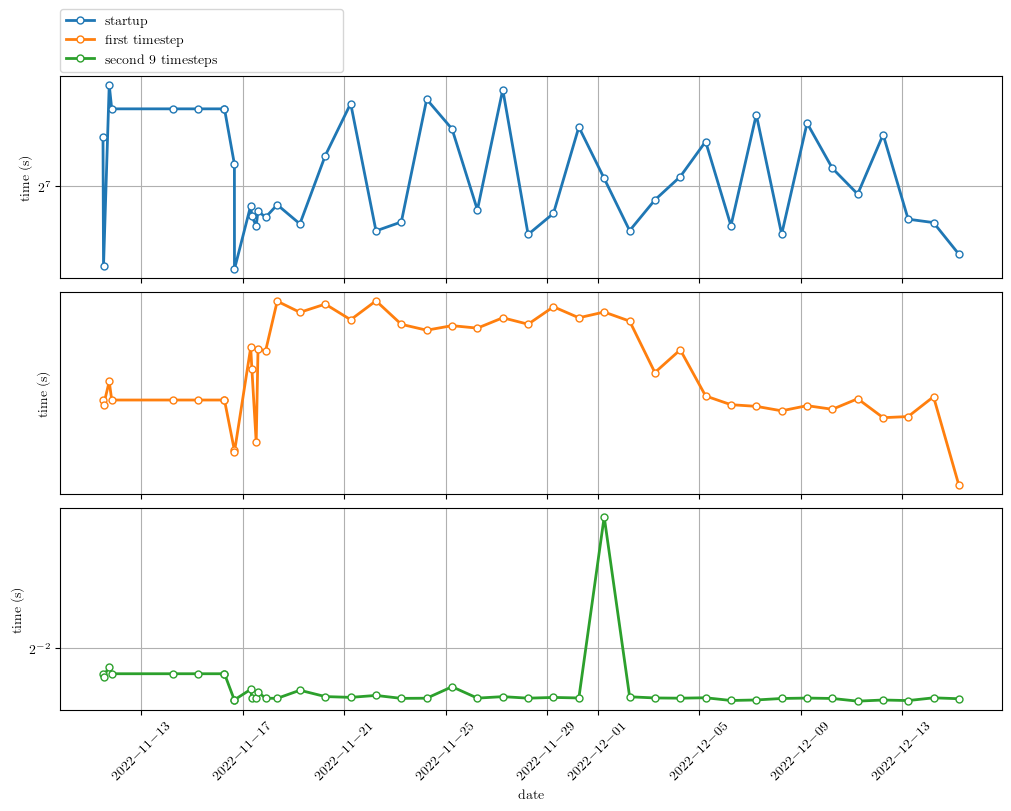 startup
first timestep
second 9 timesteps
time (s)
2^7
time (s)
time (s)
2^−2
2022−11−13
2022−11−17
2022−11−21
2022−11−25
2022−11−29
2022−12−01
2022−12−05
2022−12−09
2022−12−13
date